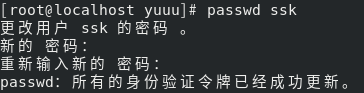 [root@localhost yuuu]# passwd ssk
更改用户 ssk 的密码 。
新的 密码：
重新输入新的 密码：
passwd：所有的身份验证令牌已经成功更新。